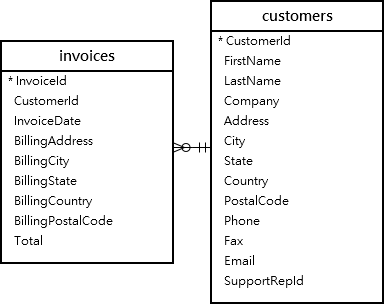 invoices
* InvoiceId
CustomerId
InvoiceDate
BillingAddress
BillingCity
BillingState
BillingCountry
BillingPostalCode
Total
customers
* CustomerId
FirstName
LastName
Company
Address
City
State
Country
PostalCode
Phone
Fax
Email
SupportRepId